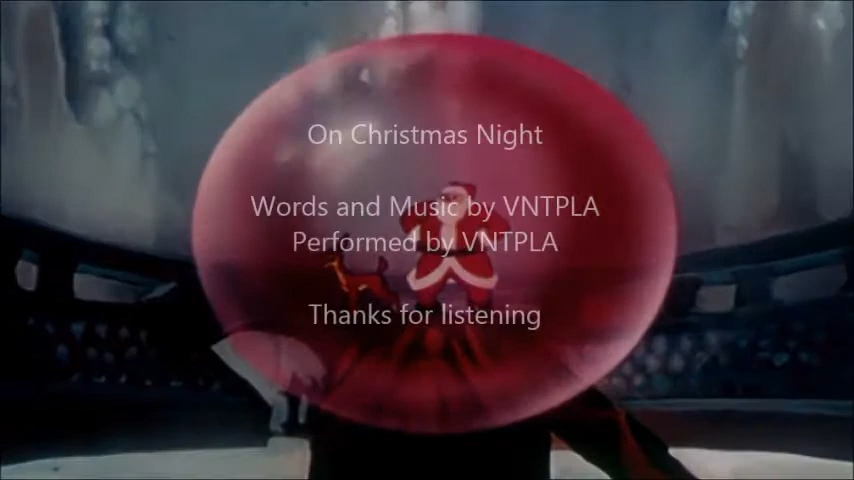 On Christmas Night
Words and Music by VNTPLA
Performed by VNTPLA
Thanks for listening